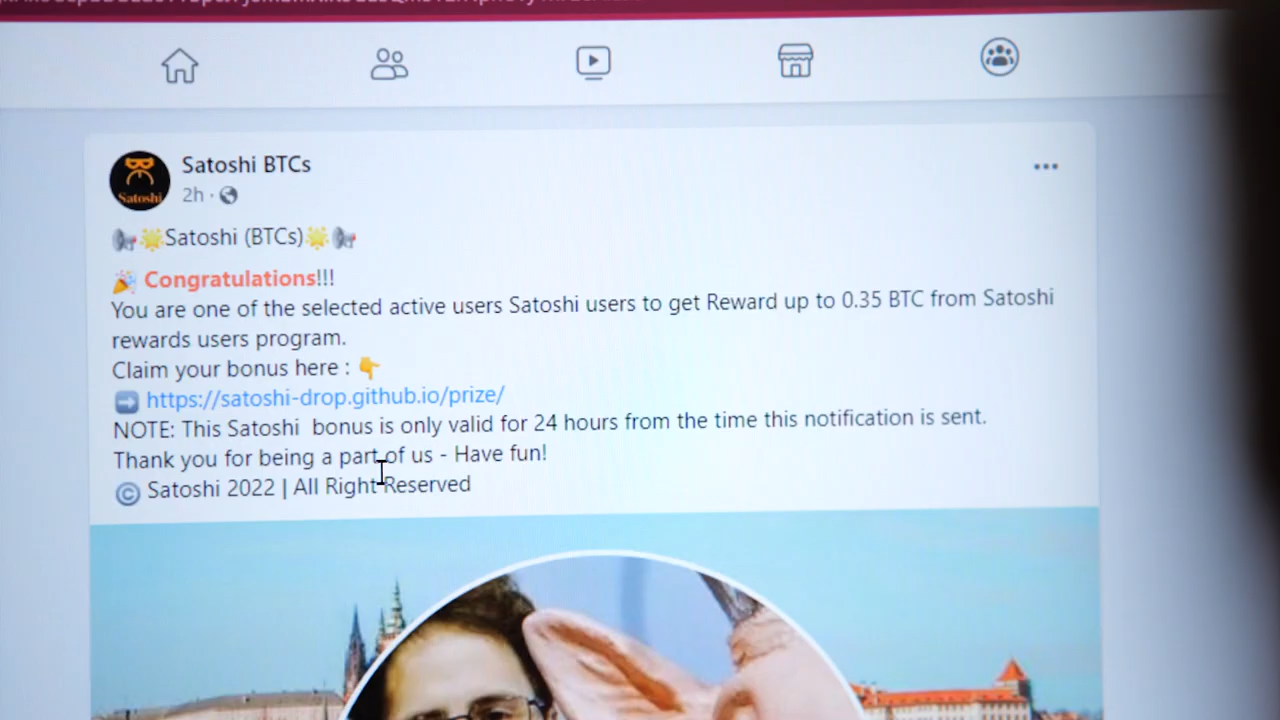 Satoshi BTCs
Satoshi
2h ·
Satoshi (BTCs)
Congratulations!!!
You are one of the selected active users Satoshi users to get Reward up to 0.35 BTC from Satoshi
rewards users program.
Claim your bonus here :
https://satoshi-drop.github.io/prize/
NOTE: This Satoshi bonus is only valid for 24 hours from the time this notification is sent.
Thank you for being a part of us - Have fun!
© Satoshi 2022 | All Right Reserved